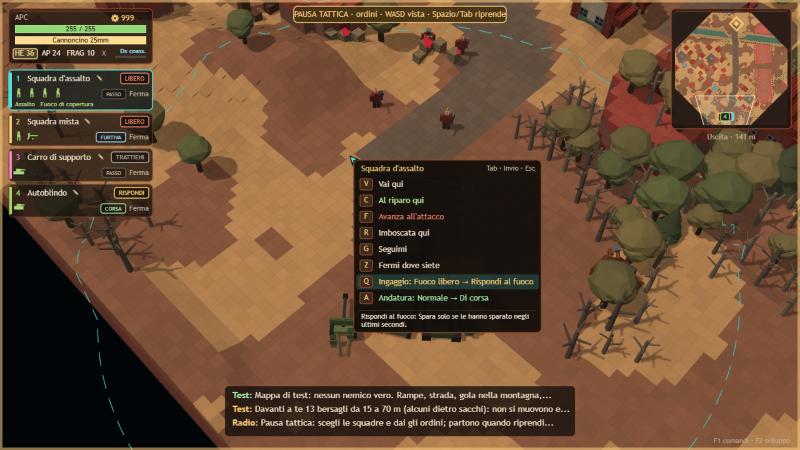 PAUSA TATTICA · ordini · WASD vista · Spazio/Tab riprende
APC 999
255 / 255
Cannoncino 25mm
HE 36 AP 24 FRAG 10 X Dx coass.
1 Squadra d'assalto LIBERO
PASSO Ferma
Assalto Fuoco di copertura
2 Squadra mista LIBERO
FURTIVA Ferma
3 Carro di supporto TRATTIENI
PASSO Ferma
4 Autoblindo RISPONDI
CORSA Ferma
4
Uscita · 141 m
Squadra d'assalto Tab · Invio · Esc
V Vai qui
C Al riparo qui
F Avanza all'attacco
R Imboscata qui
G Seguimi
Z Fermi dove siete
Q Ingaggio: Fuoco libero → Rispondi al fuoco
A Andatura: Normale → Di corsa
Rispondi al fuoco: Spara solo se le hanno sparato negli
ultimi secondi.
Test: Mappa di test: nessun nemico vero. Rampe, strada, gola nella montagna,...
Test: Davanti a te 13 bersagli da 15 a 70 m (alcuni dietro sacchi): non si muovono e...
Radio: Pausa tattica: scegli le squadre e dai gli ordini; partono quando riprendi...
F1 comandi · F2 sviluppo